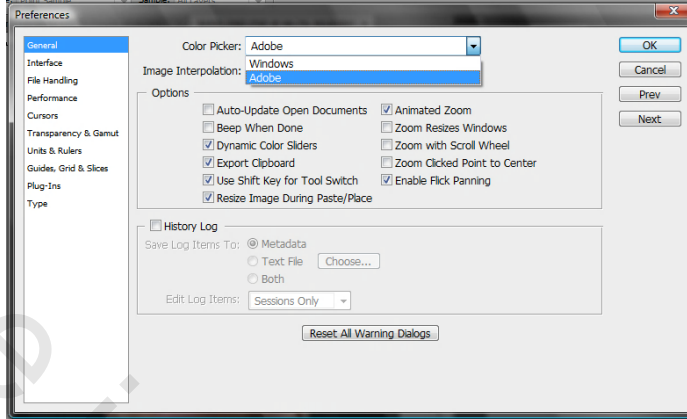 Preferences
General
Interface
File Handling
Performance
Cursors
Transparency & Gamut
Units & Rulers
Guides, Grid & Slices
Plug-Ins
Type
Color Picker: Adobe
Windows
Adobe
Image Interpolation:
Options
Auto-Update Open Documents
Beep When Done
Dynamic Color Sliders
Export Clipboard
Use Shift Key for Tool Switch
Resize Image During Paste/Place
Animated Zoom
Zoom Resizes Windows
Zoom with Scroll Wheel
Zoom Clicked Point to Center
Enable Flick Panning
History Log
Save Log Items To: Metadata
Text File Choose...
Both
Edit Log Items: Sessions Only
Reset All Warning Dialogs
OK
Cancel
Prev
Next